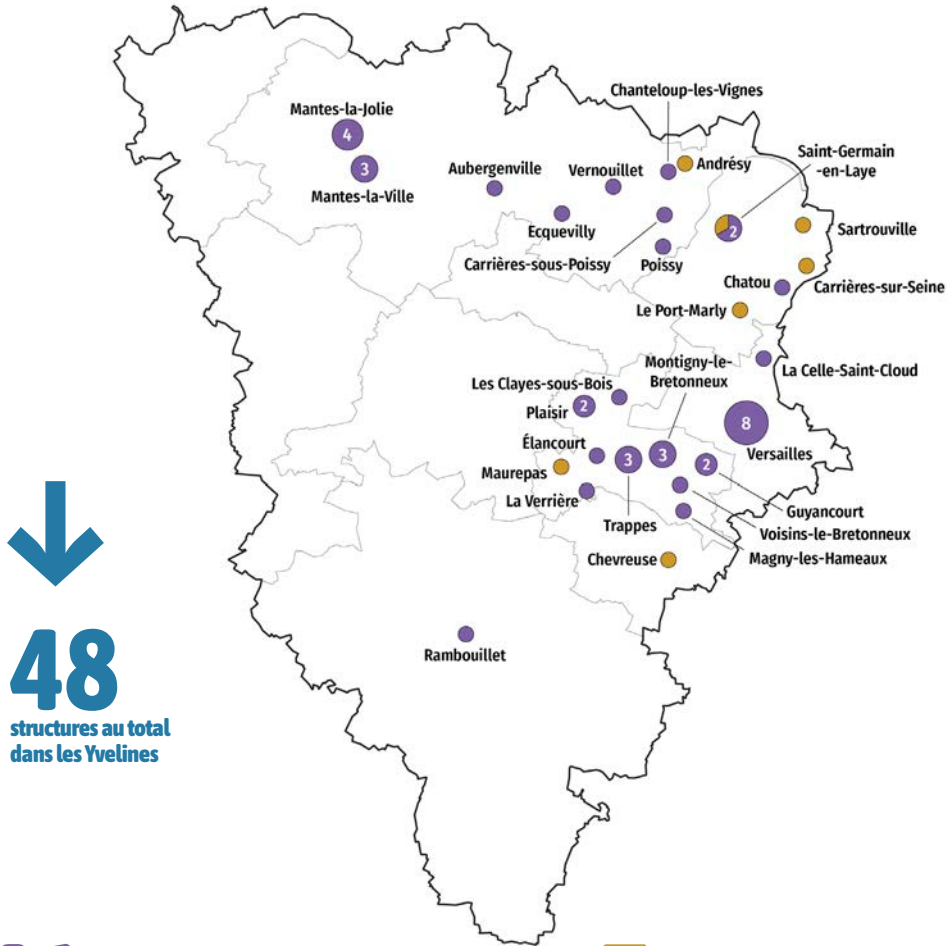 Chanteloup-les-Vignes
Mantes-la-Jolie
4
3
Mantes-la-Ville
Aubergenville
Vernouillet
Andrésy
Saint-Germain
-en-Laye
2
Ecquevilly
Sartrouville
Carrières-sous-Poissy
Poissy
Chatou
Carrières-sur-Seine
Le Port-Marly
La Celle-Saint-Cloud
Montigny-le-
Bretonneux
Les Clayes-sous-Bois
Plaisir
2
8
Versailles
Élancourt
3
3
2
Maurepas
La Verrière
Trappes
Guyancourt
Voisins-le-Bretonneux
Magny-les-Hameaux
Chevreuse
Rambouillet
48
structures au total
dans les Yvelines